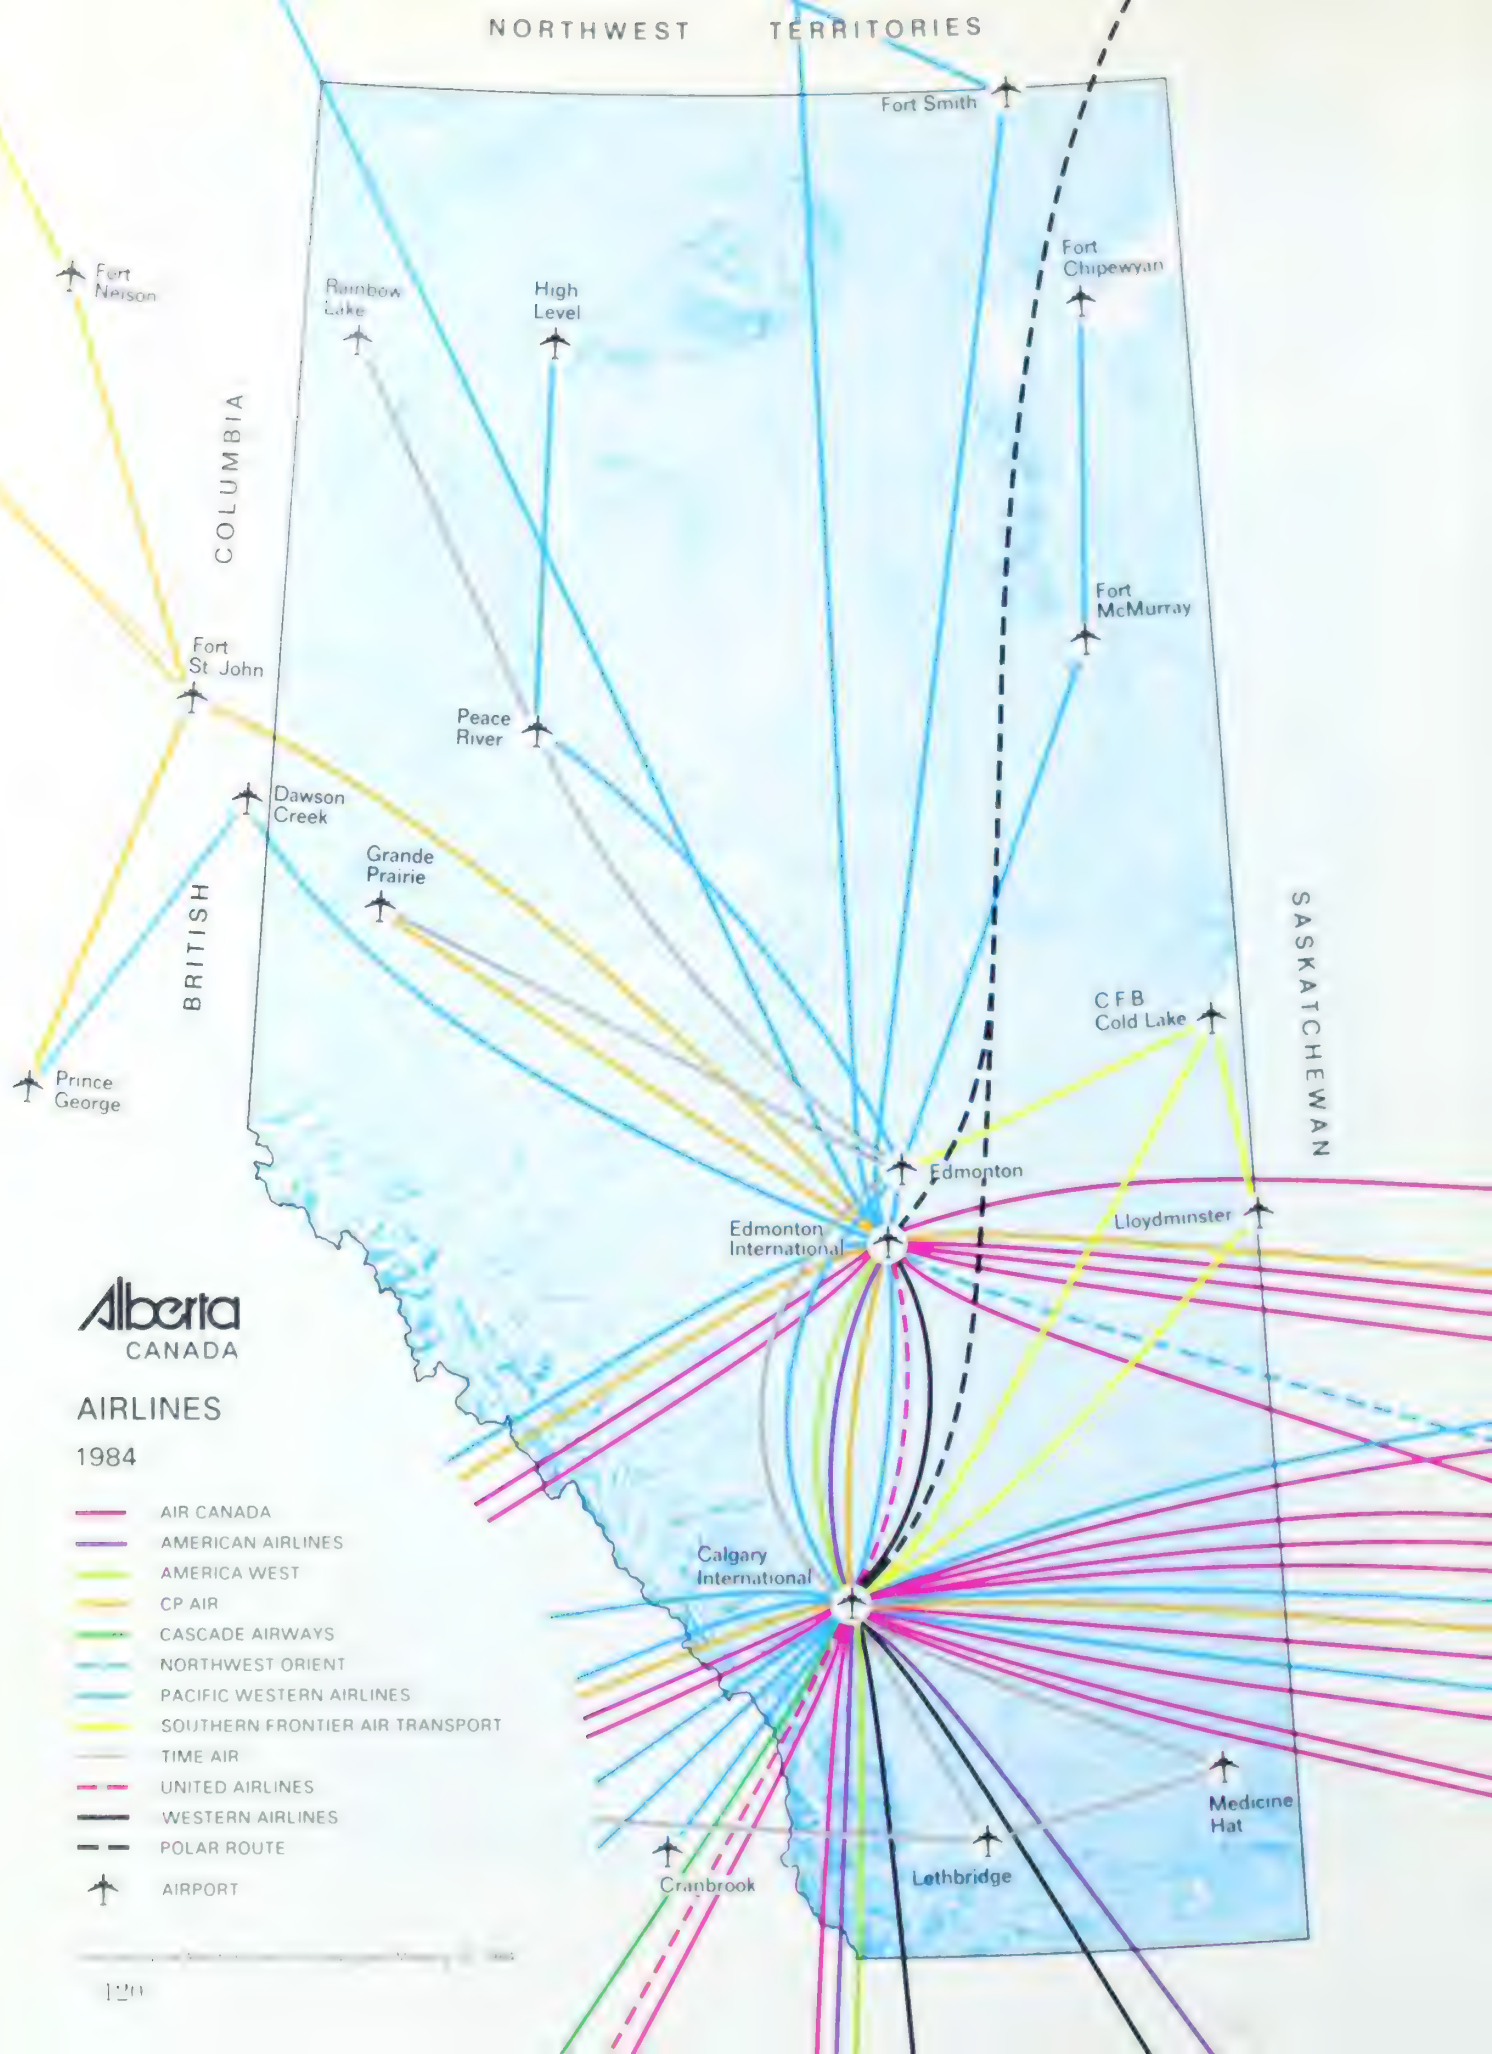 NORTHWEST TERRITORIES
Fort Smith
Fort
Chipewyan
Fort
Nelson
Rainbow
Lake
High
Level
COLUMBIA
Fort
McMurray
Fort
St John
Peace
River
Dawson
Creek
Grande
Prairie
BRITISH
SASKATCHEWAN
CFB
Cold Lake
Prince
George
Edmonton
Lloydminster
Edmonton
International
Alberta
CANADA
AIRLINES
1984
AIR CANADA
AMERICAN AIRLINES
AMERICA WEST
CP AIR
CASCADE AIRWAYS
NORTHWEST ORIENT
PACIFIC WESTERN AIRLINES
SOUTHERN FRONTIER AIR TRANSPORT
TIME AIR
UNITED AIRLINES
WESTERN AIRLINES
POLAR ROUTE
AIRPORT
Calgary
International
Medicine
Hat
Lethbridge
Cranbrook
120